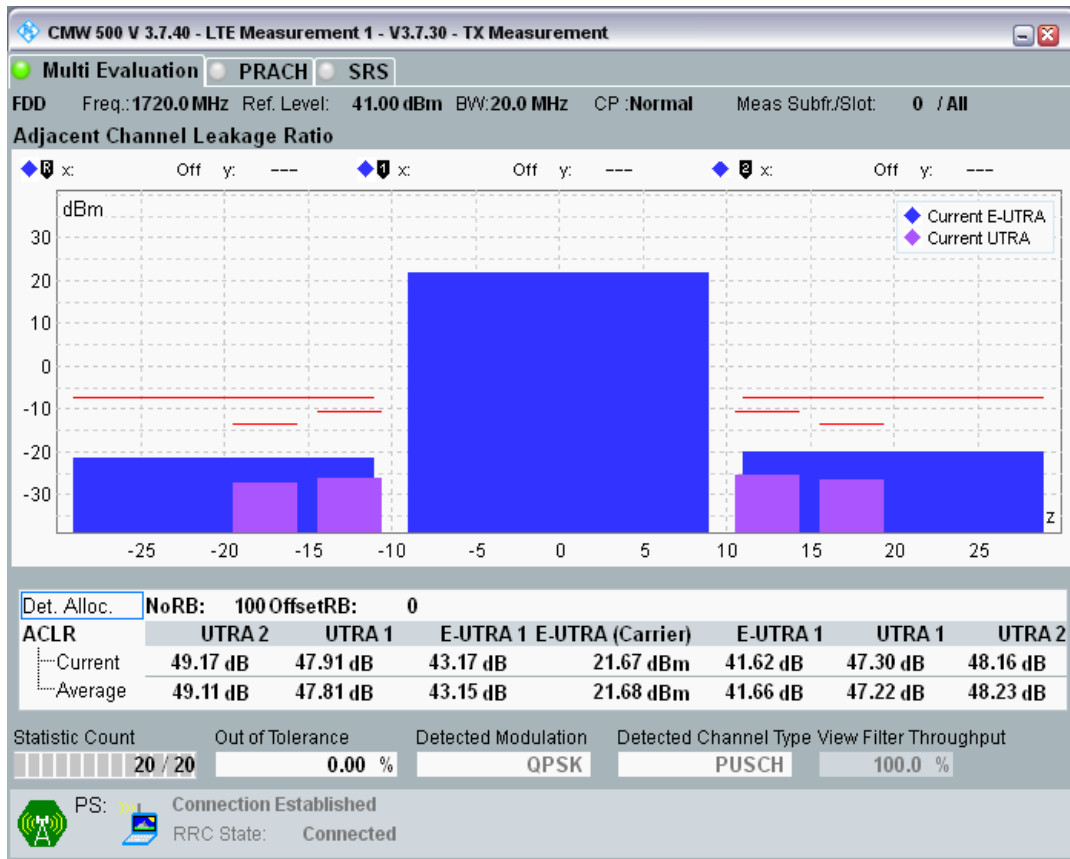 CMW 500 V 3.7.40 - LTE Measurement 1 - V3.7.30 - TX Measurement
Multi Evaluation PRACH SRS
FDD Freq.:1720.0 MHz Ref. Level: 41.00 dBm BW:20.0 MHz CP :Normal Meas Subfr./Slot: 0 / All
Adjacent Channel Leakage Ratio
R x: Off y: --- 1 x: Off y: --- 2 x: Off y: ---
dBm
Current E-UTRA
Current UTRA
30
20
10
0
-10
-20
-30
z
-25 -20 -15 -10 -5 0 5 10 15 20 25
Det. Alloc. NoRB: 100 OffsetRB: 0
ACLR UTRA 2 UTRA 1 E-UTRA 1 E-UTRA (Carrier) E-UTRA 1 UTRA 1 UTRA 2
Current 49.17 dB 47.91 dB 43.17 dB 21.67 dBm 41.62 dB 47.30 dB 48.16 dB
Average 49.11 dB 47.81 dB 43.15 dB 21.68 dBm 41.66 dB 47.22 dB 48.23 dB
Statistic Count Out of Tolerance Detected Modulation Detected Channel Type View Filter Throughput
20 / 20 0.00 % QPSK PUSCH 100.0 %
PS: Connection Established
RRC State: Connected